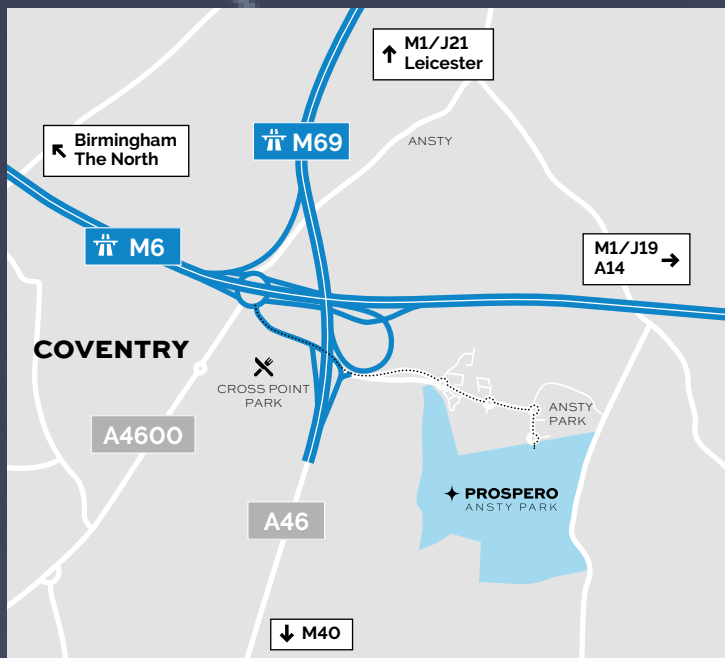 M1/J21
Leicester
Birmingham
The North
M69
ANSTY
M6
M1/J19
A14
COVENTRY
CROSS POINT
PARK
ANSTY
PARK
A4600
PROSPERO
ANSTY PARK
A46
M40